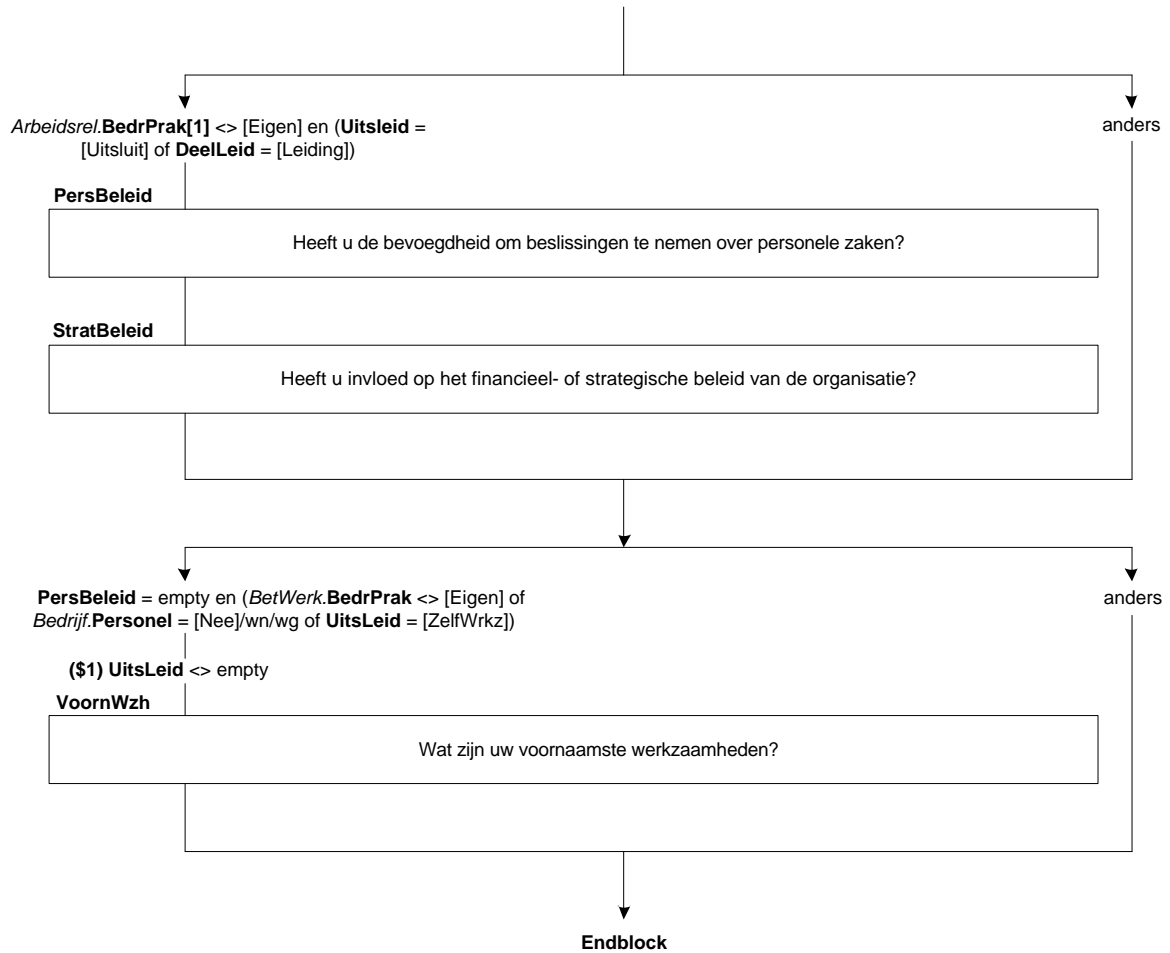 Arbeidsrel.BedrPrak[1] <> [Eigen] en (Uitsleid =
[Uitsluit] of DeelLeid = [Leiding])
anders
PersBeleid
Heeft u de bevoegdheid om beslissingen te nemen over personele zaken?
StratBeleid
Heeft u invloed op het financieel- of strategische beleid van de organisatie?
PersBeleid = empty en (BetWerk.BedrPrak <> [Eigen] of
Bedrijf.Personel = [Nee]/wn/wg of UitsLeid = [ZelfWrkz])
anders
($1) UitsLeid <> empty
VoornWzh
Wat zijn uw voornaamste werkzaamheden?
Endblock